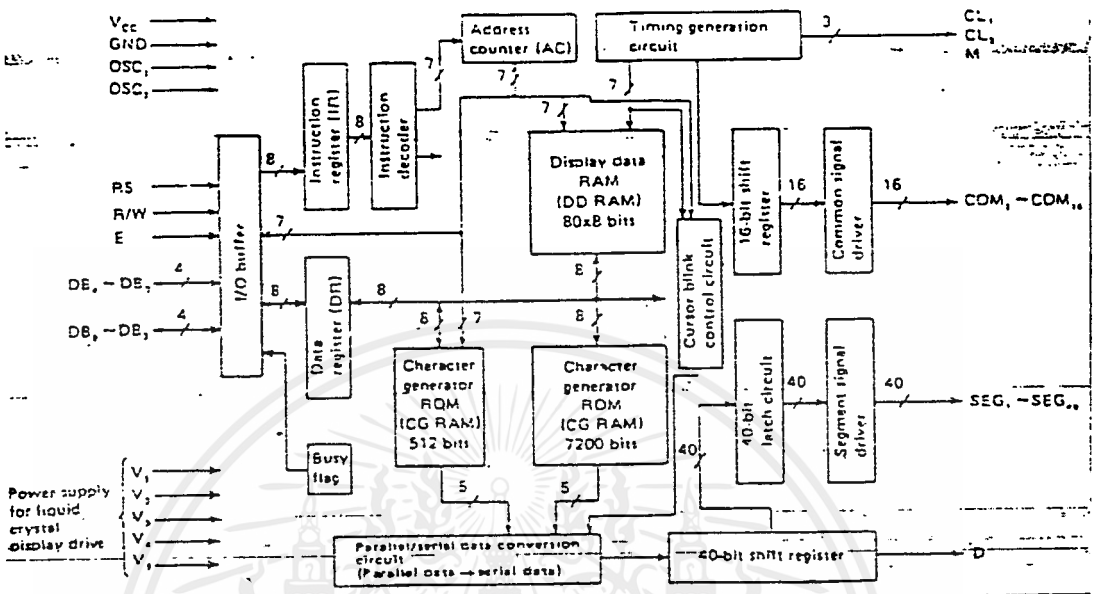 Vcc
GND
OSC₁
OSC₂
RS
R/W
E
4
DB₄ ~ DB₇
4
DB₀ ~ DB₃
Power supply
for liquid
crystal
display drive
V₁
V₂
V₃
V₄
V₅
I/O buffer
8
7
8
Instruction
register (IR)
8
Instruction
decoder
7
Address
counter (AC)
7
Timing generation
circuit
3
CL₁
CL₂
M
7
7
Display data
RAM
(DD RAM)
80x8 bits
Data
register (DR)
8
8
7
8
8
Cursor blink
control circuit
16-bit shift
register
16
Common signal
driver
16
COM₁ ~ COM₁₆
Character
generator
ROM
(CG RAM)
512 bits
Character
generator
ROM
(CG RAM)
7200 bits
40-bit
latch circuit
40
Segment signal
driver
40
SEG₁ ~ SEG₄₀
40
Busy
flag
5
5
Parallel/serial data conversion
circuit
(Parallel data → serial data)
40-bit shift register
D